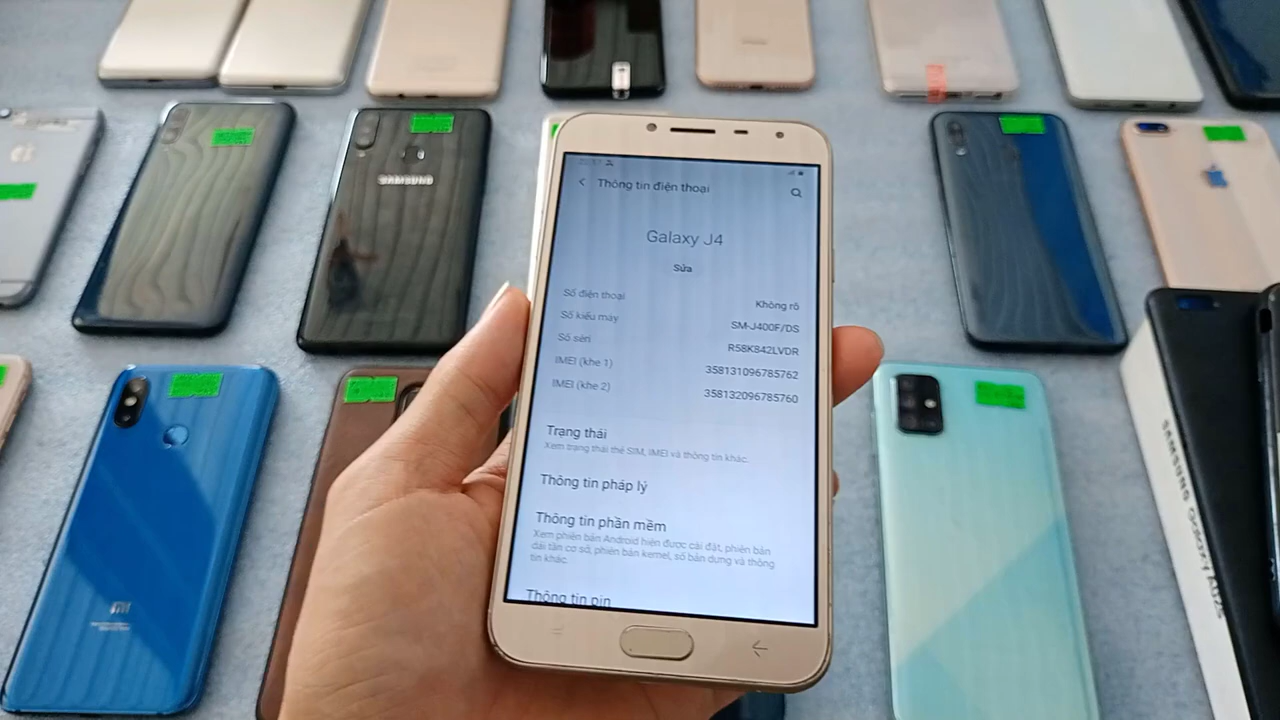 SAMSUNG
Thông tin điện thoại
Galaxy J4
Sửa
Số điện thoại
Không rõ
Số kiểu máy
SM-J400F/DS
Số sêri
R58K842LVDR
IMEI (khe 1)
358131096785762
IMEI (khe 2)
358132096785760
Trạng thái
Xem trạng thái thẻ SIM, IMEI và thông tin khác.
Thông tin pháp lý
Thông tin phần mềm
Xem phiên bản Android hiện được cài đặt, phiên bản
dải tần cơ sở, phiên bản kernel, số bản dựng và thông
tin khác.
Thông tin pin
MI
SAMSUNG Galaxy A02s